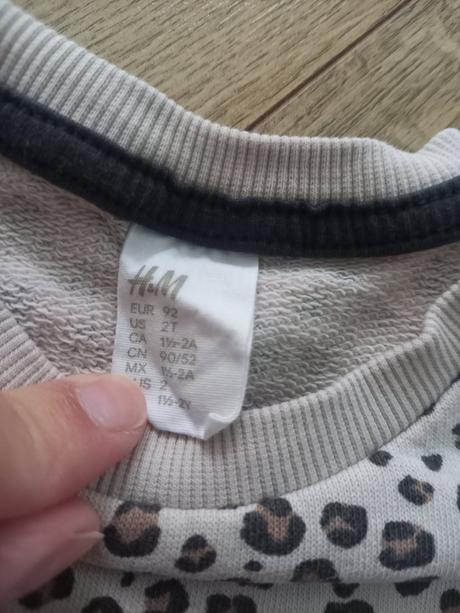 H&M
EUR 92
US 2T
CA 1½-2A
CN 90/52
MX 1½-2A
US 2
1½-2Y